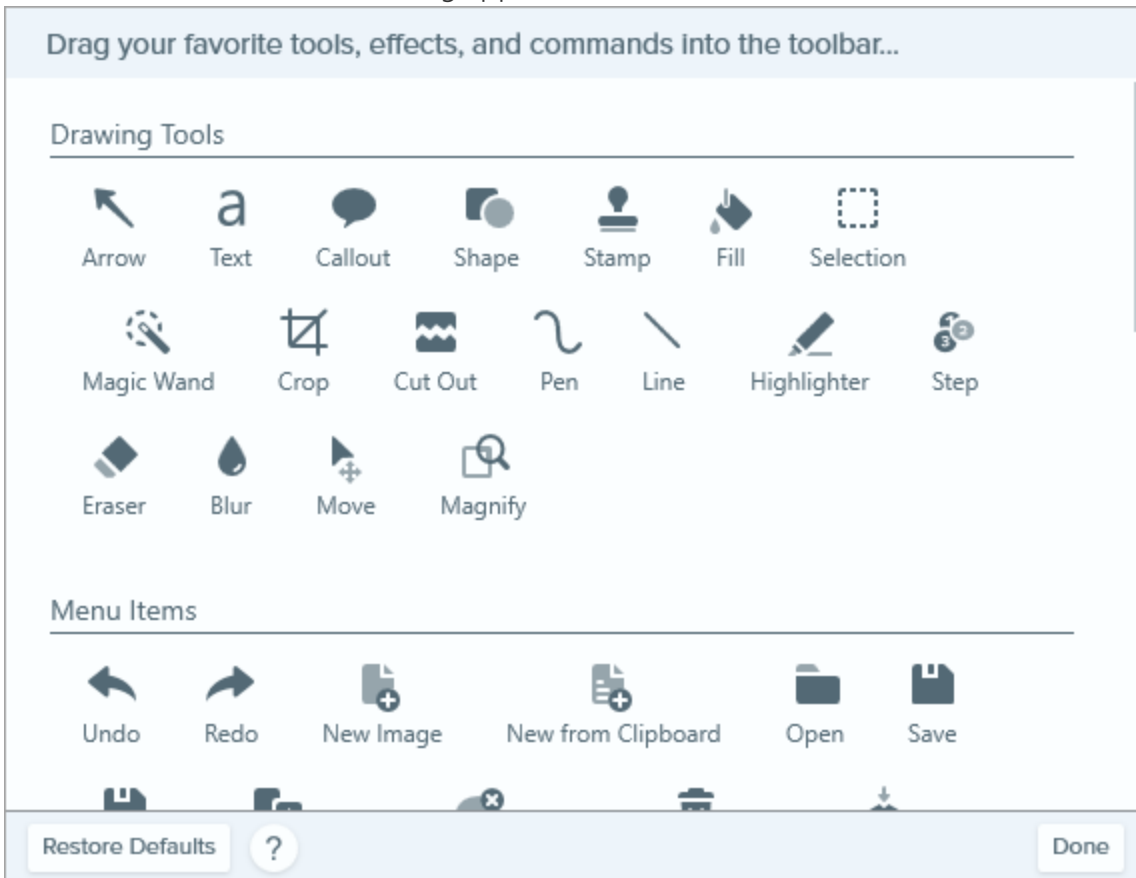 Drag your favorite tools, effects, and commands into the toolbar...
Drawing Tools
Arrow Text Callout Shape Stamp Fill Selection
Magic Wand Crop Cut Out Pen Line Highlighter Step
Eraser Blur Move Magnify
Menu Items
Undo Redo New Image New from Clipboard Open Save
Restore Defaults ? Done